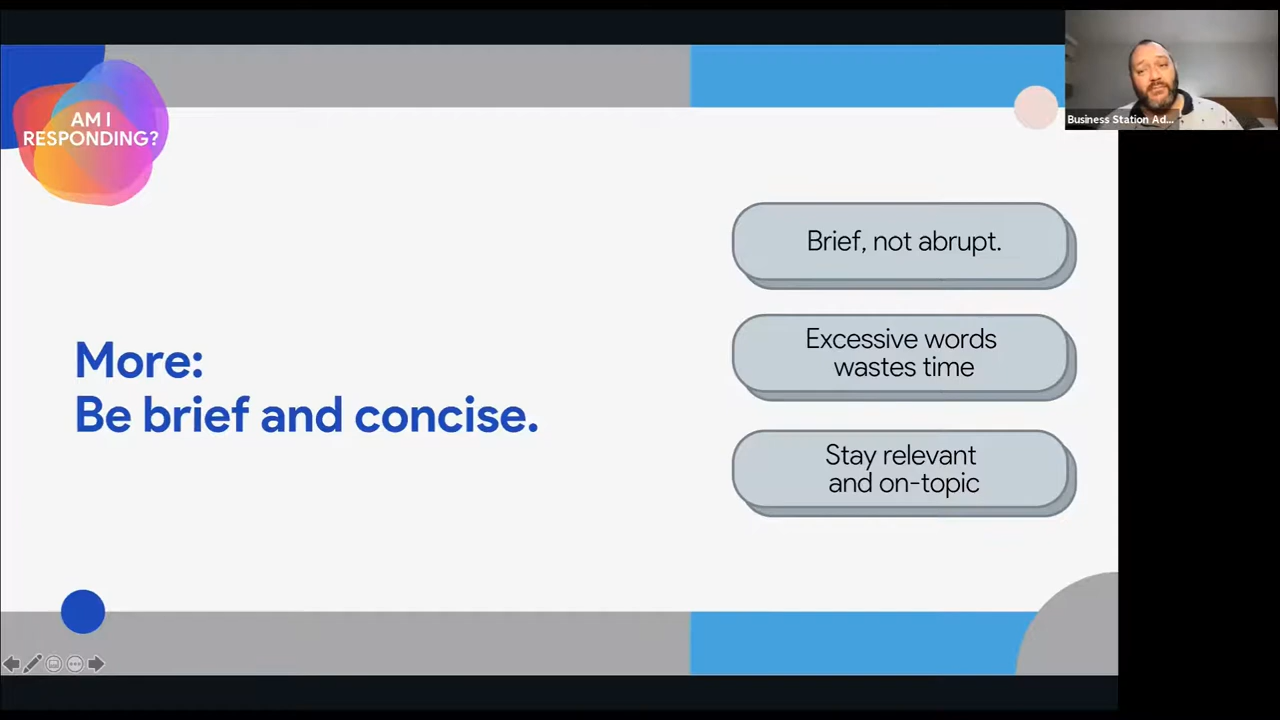 AM I
RESPONDING?
Business Station Ad...
Brief, not abrupt.
Excessive words
wastes time
Stay relevant
and on-topic
More:
Be brief and concise.